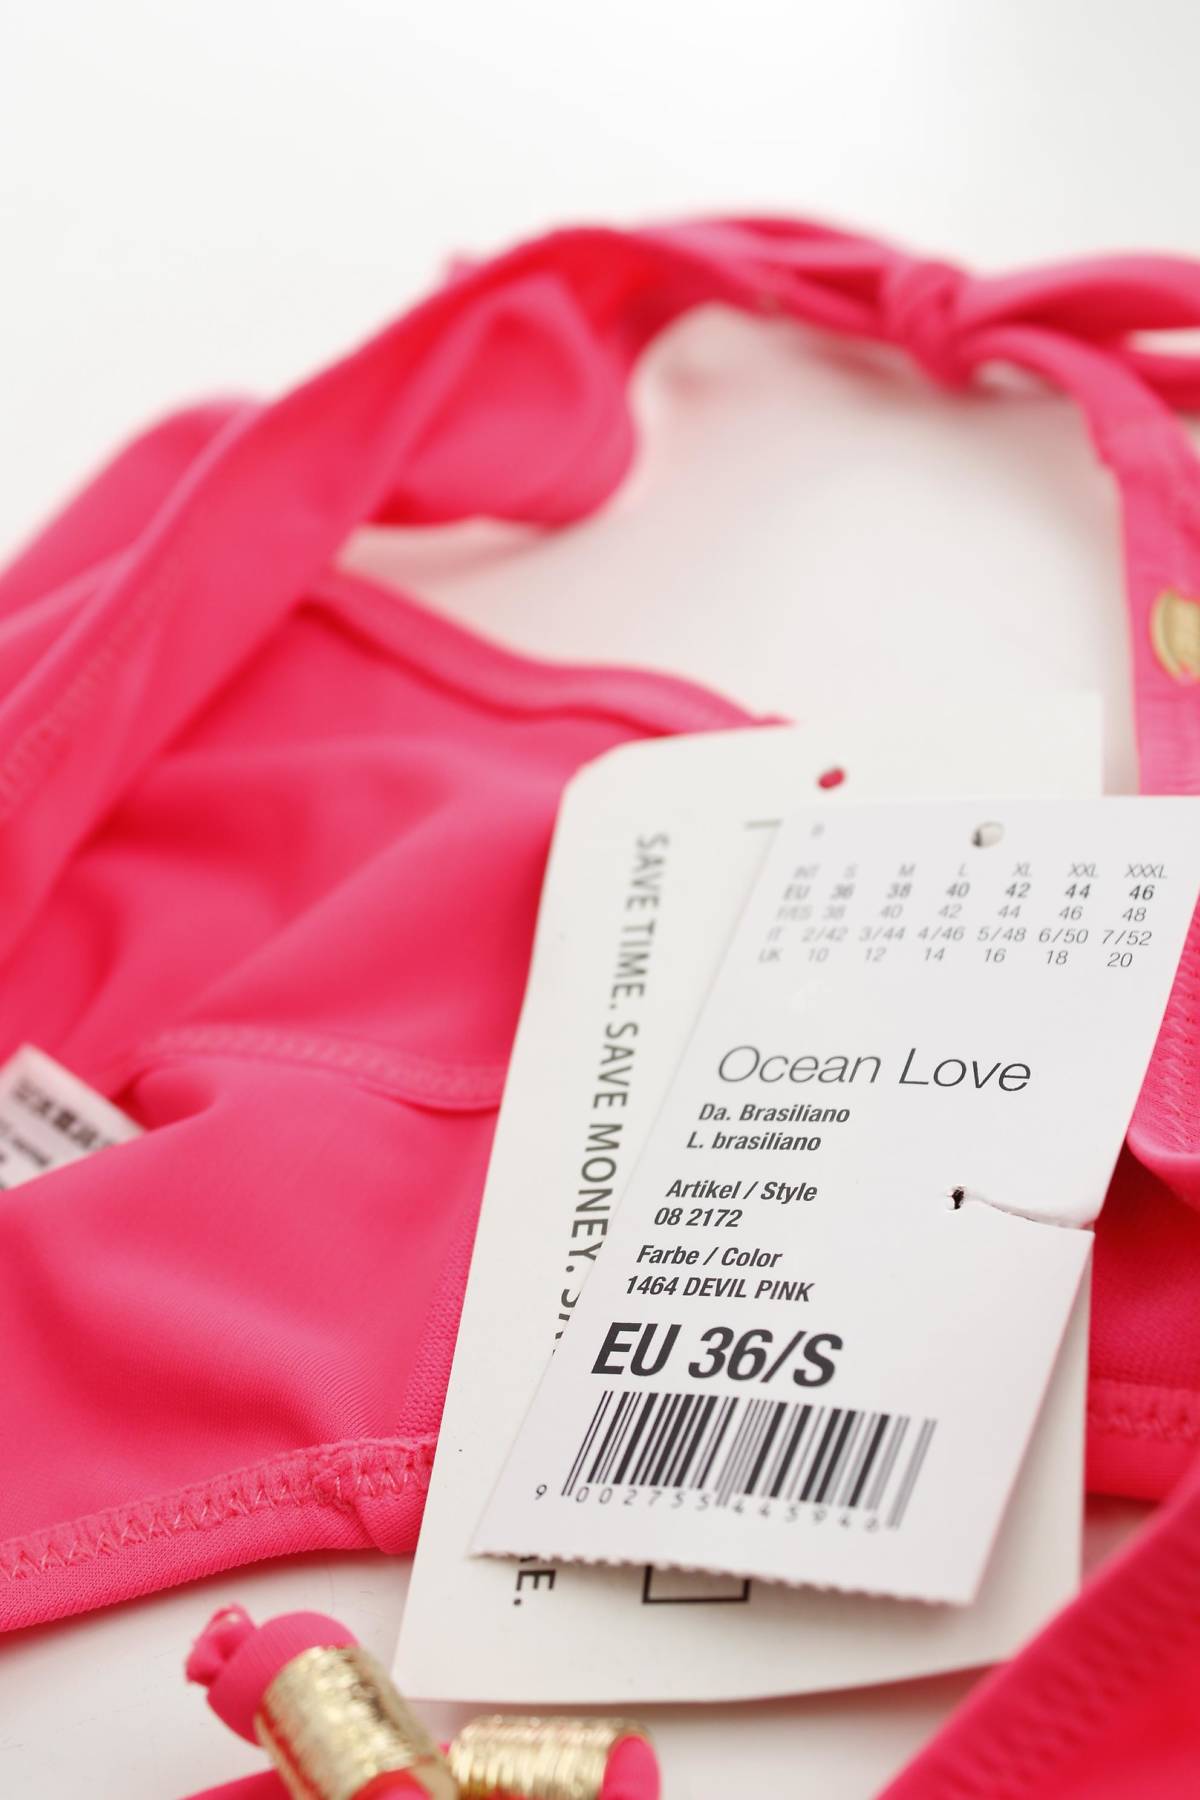 SAVE TIME. SAVE MONEY.
INT S M L XL XXL XXXL
EU 36 38 40 42 44 46
F/ES 38 40 42 44 46 48
IT 2/42 3/44 4/46 5/48 6/50 7/52
UK 10 12 14 16 18 20
Ocean Love
Da. Brasiliano
L. brasiliano
Artikel / Style
08 2172
Farbe / Color
1464 DEVIL PINK
EU 36/S
9 002755 445946